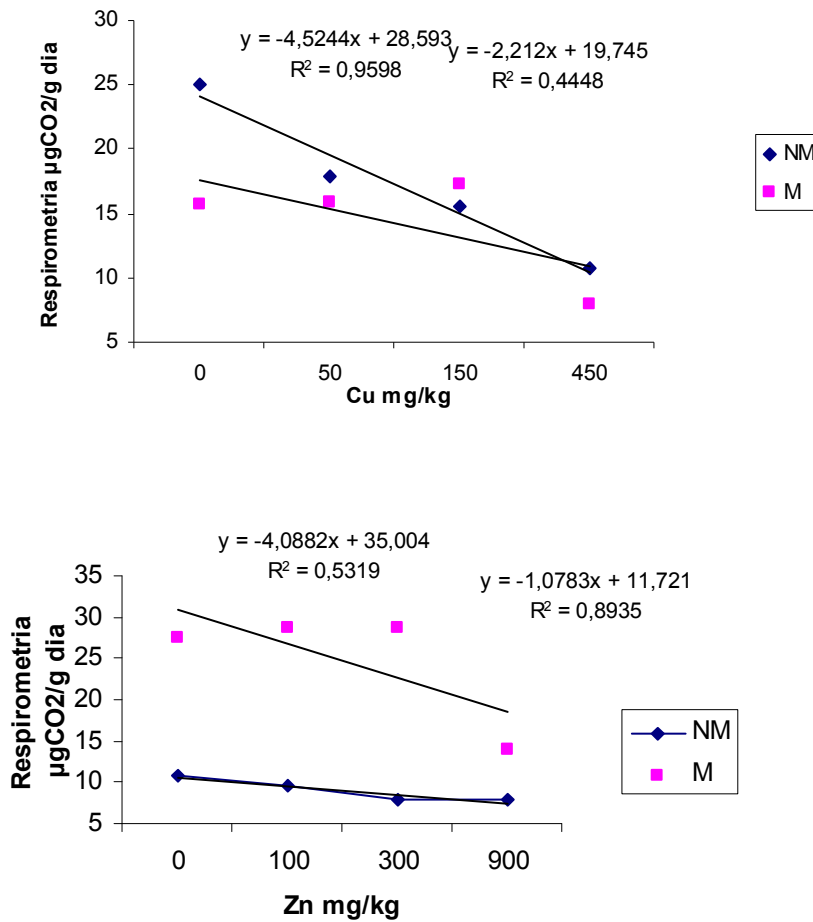 y = -4,5244x + 28,593
R² = 0,9598
y = -2,212x + 19,745
R² = 0,4448
Respirometria µgCO2/g dia
30
25
20
15
10
5
0
50
150
450
Cu mg/kg
NM
M
y = -4,0882x + 35,004
R² = 0,5319
y = -1,0783x + 11,721
R² = 0,8935
Respirometria
µgCO2/g dia
35
30
25
20
15
10
5
0
100
300
900
Zn mg/kg
NM
M